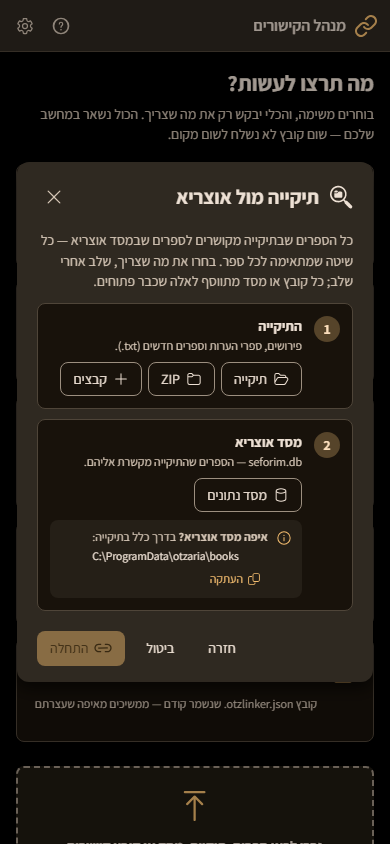 מנהל הקישורים
מה תרצו לעשות?
בוחרים משימה, והכלי יבקש רק את מה שצריך. הכול נשאר במחשב
שלכם — שום קובץ לא נשלח לשום מקום.
תיקייה מול אוצריא
כל הספרים שבתיקייה מקושרים לספרים שבמסד אוצריא — כל
שיטה שמתאימה לכל ספר. בחרו את מה שצריך, שלב אחרי
שלב; כל קובץ או מסד מתווסף לאלה שכבר פתוחים.
1
התיקייה
פירושים, ספרי הערות וספרים חדשים (txt.).
תיקייה
ZIP
קבצים
2
מסד אוצריא
seforim.db — הספרים שהתיקייה מקשרת אליהם.
מסד נתונים
איפה מסד אוצריא? בדרך כלל בתיקייה:
C:\ProgramData\otzaria\books
העתקה
חזרה
ביטול
התחלה
קובץ otzlinker.json. שנשמר קודם — ממשיכים מאיפה שעצרתם